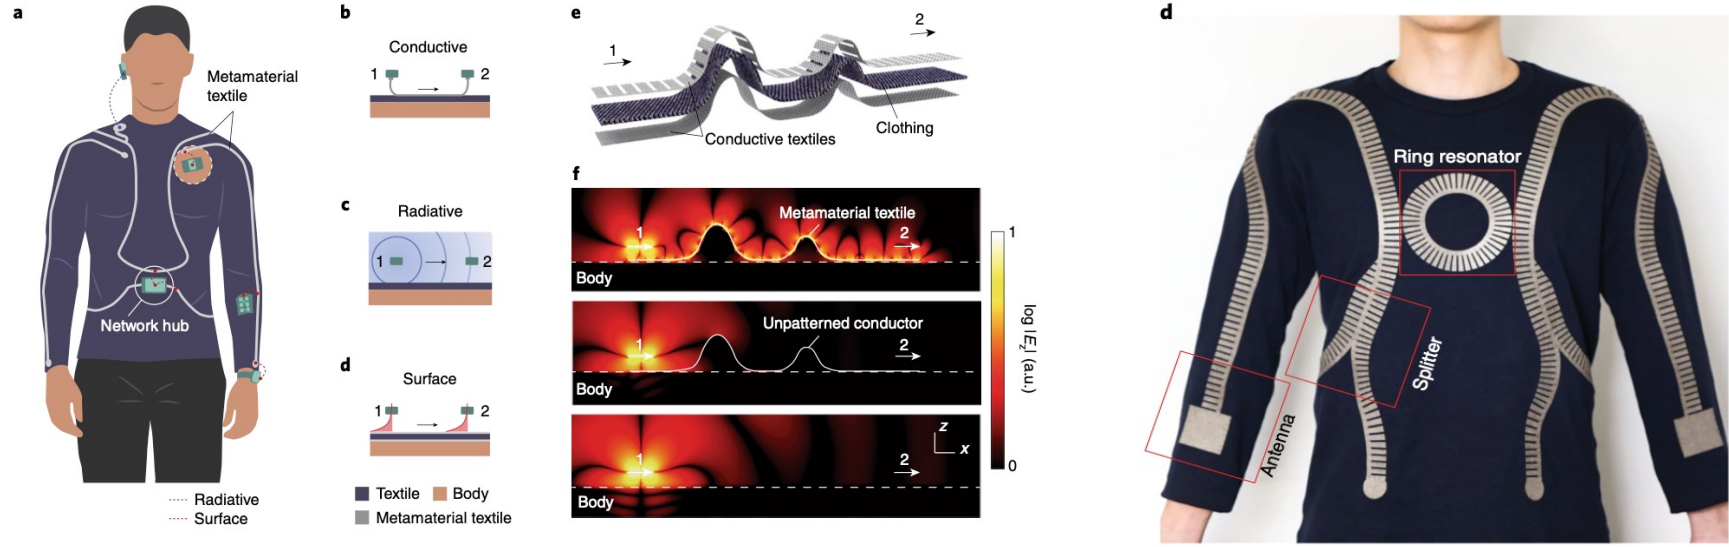 a
Metamaterial
textile
Network hub
Radiative
Surface
b
Conductive
1
2
c
Radiative
1
2
d
Surface
1
2
Textile
Body
Metamaterial textile
e
1
2
Conductive textiles
Clothing
f
Metamaterial textile
1
2
Body
Unpatterned conductor
1
2
Body
z
x
1
2
Body
1
log |Ez| (a.u.)
0
d
Ring resonator
Splitter
Antenna